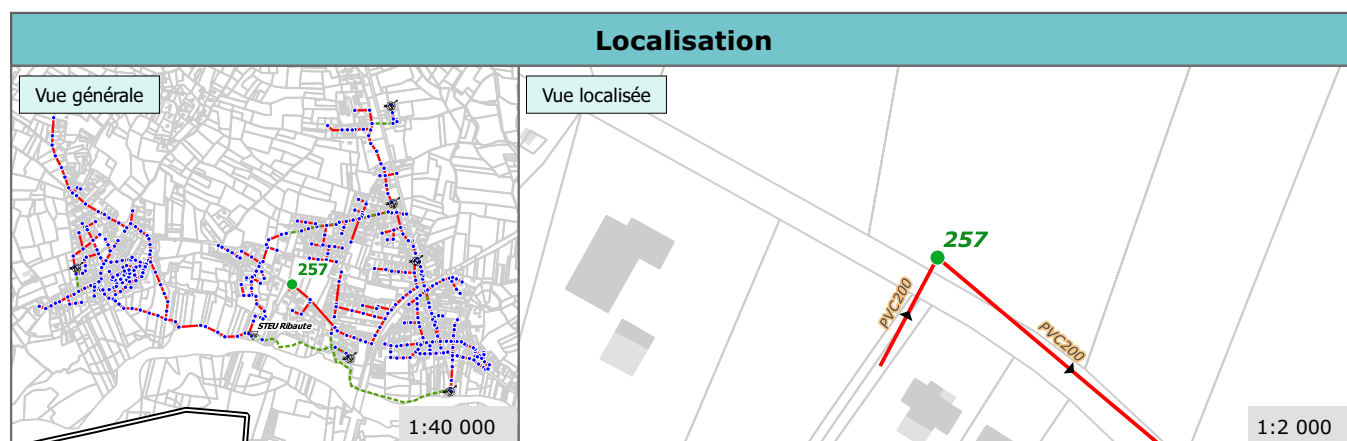 Localisation
Vue générale
257
STEU Ribaute
1:40 000
Vue localisée
257
PVC200
PVC200
1:2 000